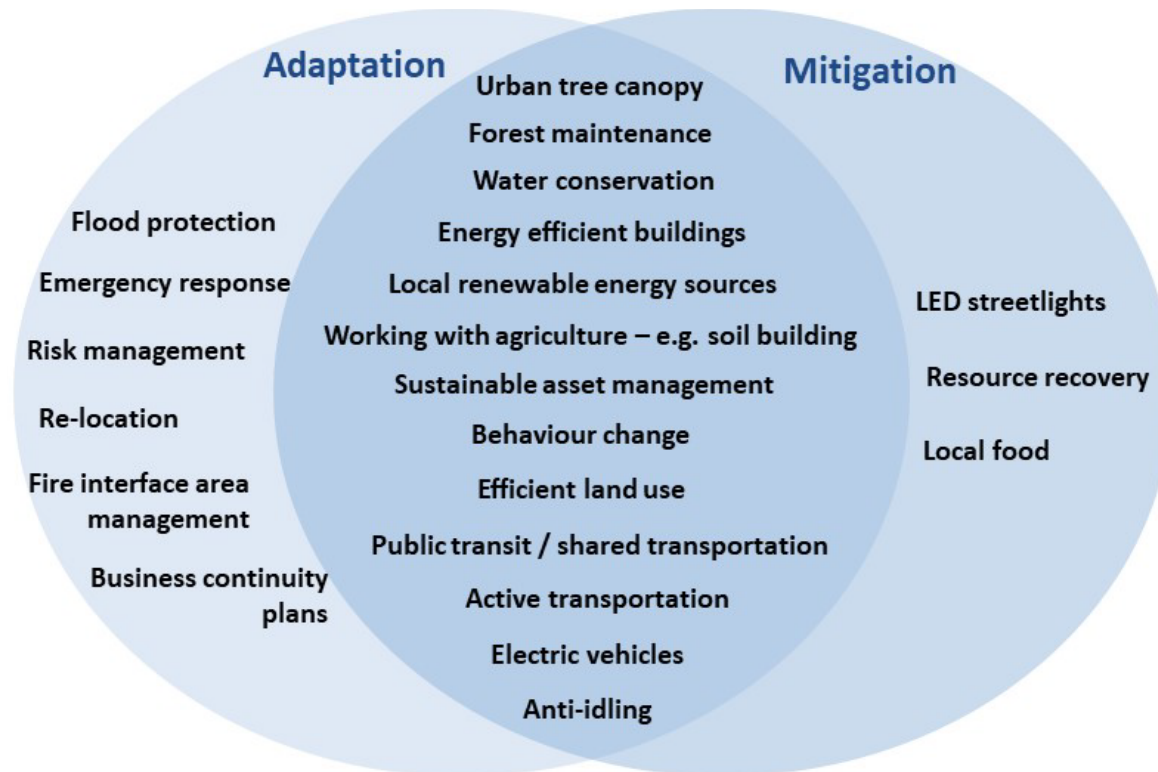 Adaptation
Mitigation
Urban tree canopy
Forest maintenance
Water conservation
Energy efficient buildings
Local renewable energy sources
Working with agriculture – e.g. soil building
Sustainable asset management
Behaviour change
Efficient land use
Public transit / shared transportation
Active transportation
Electric vehicles
Anti-idling
Flood protection
Emergency response
Risk management
Re-location
Fire interface area
management
Business continuity
plans
LED streetlights
Resource recovery
Local food